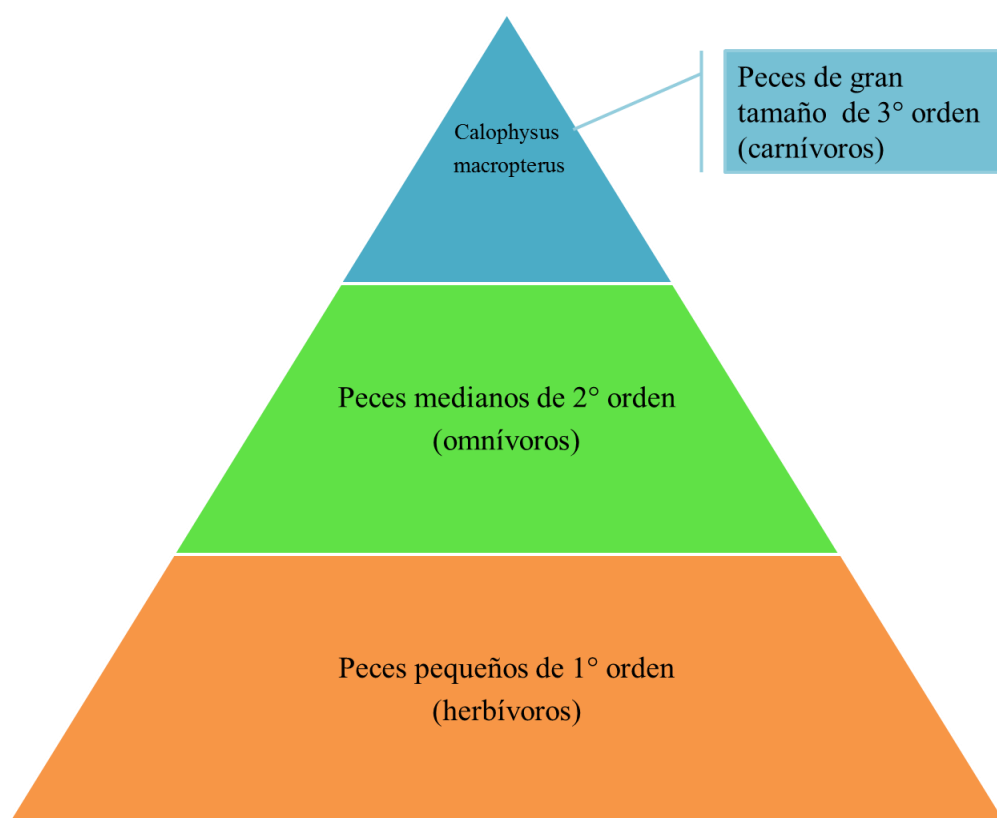 Peces de gran
tamaño de 3° orden
(carnívoros)
Calophysus
macropterus
Peces medianos de 2° orden
(omnívoros)
Peces pequeños de 1° orden
(herbívoros)